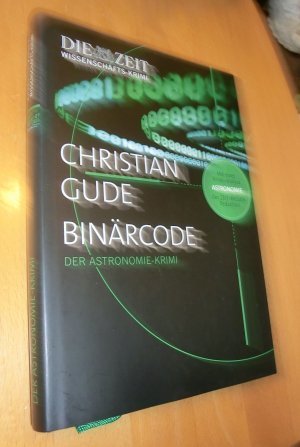 DIE ZEIT
WISSENSCHAFTS-KRIMI
ASTRONOMIE
CHRISTIAN
GUDE
BINÄRCODE
DER ASTRONOMIE-KRIMI
DER ASTRONOMIE-KRIMI